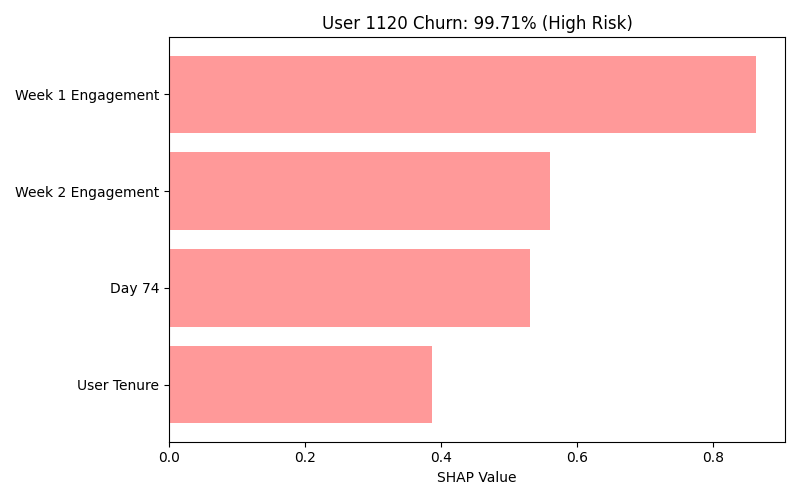 User 1120 Churn: 99.71% (High Risk)
Week 1 Engagement
Week 2 Engagement
Day 74
User Tenure
0.0 0.2 0.4 0.6 0.8
SHAP Value